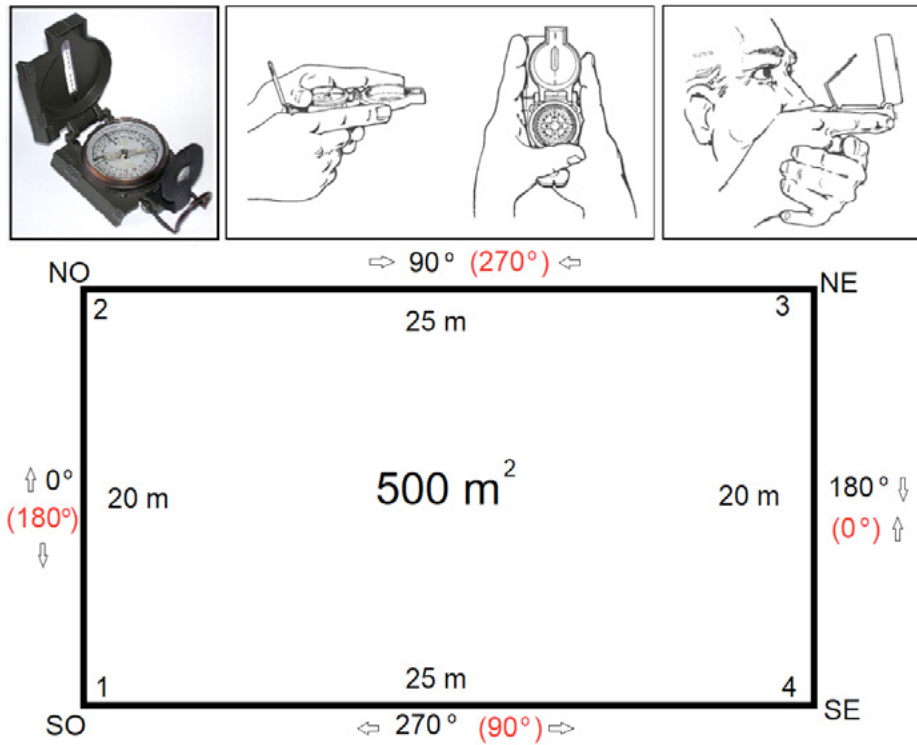 ⇨ 90° (270°) ⇦
NO
NE
2
3
25 m
⇧ 0°
(180°)
⇩
20 m
500 m²
20 m
180° ⇩
(0°) ⇧
25 m
1
4
SO
SE
⇦ 270° (90°) ⇨